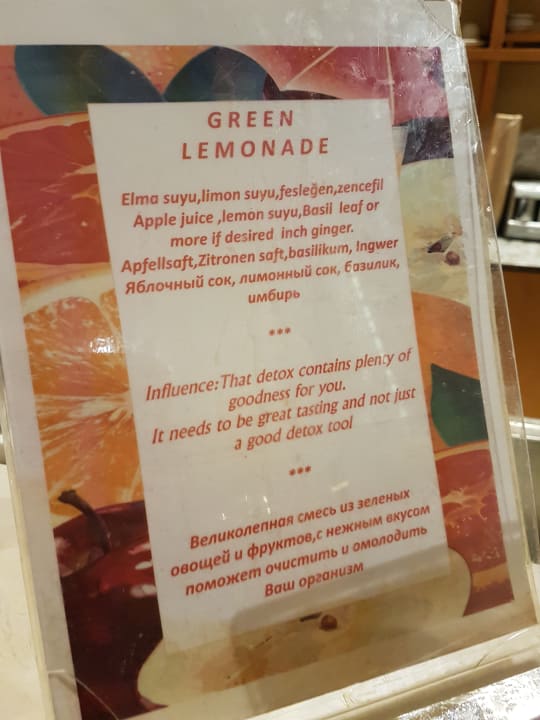 GREEN
LEMONADE
Elma suyu,limon suyu,fesleğen,zencefil
Apple juice ,lemon suyu,Basil leaf or
more if desired inch ginger.
Apfellsaft,Zitronen saft,basilikum, Ingwer
Яблочный сок, лимонный сок, базилик,
имбирь
***
Influence:That detox contains plenty of
goodness for you.
It needs to be great tasting and not just
a good detox tool
***
Великолепная смесь из зеленых
овощей и фруктов,с нежным вкусом
поможет очистить и омолодить
Ваш организм